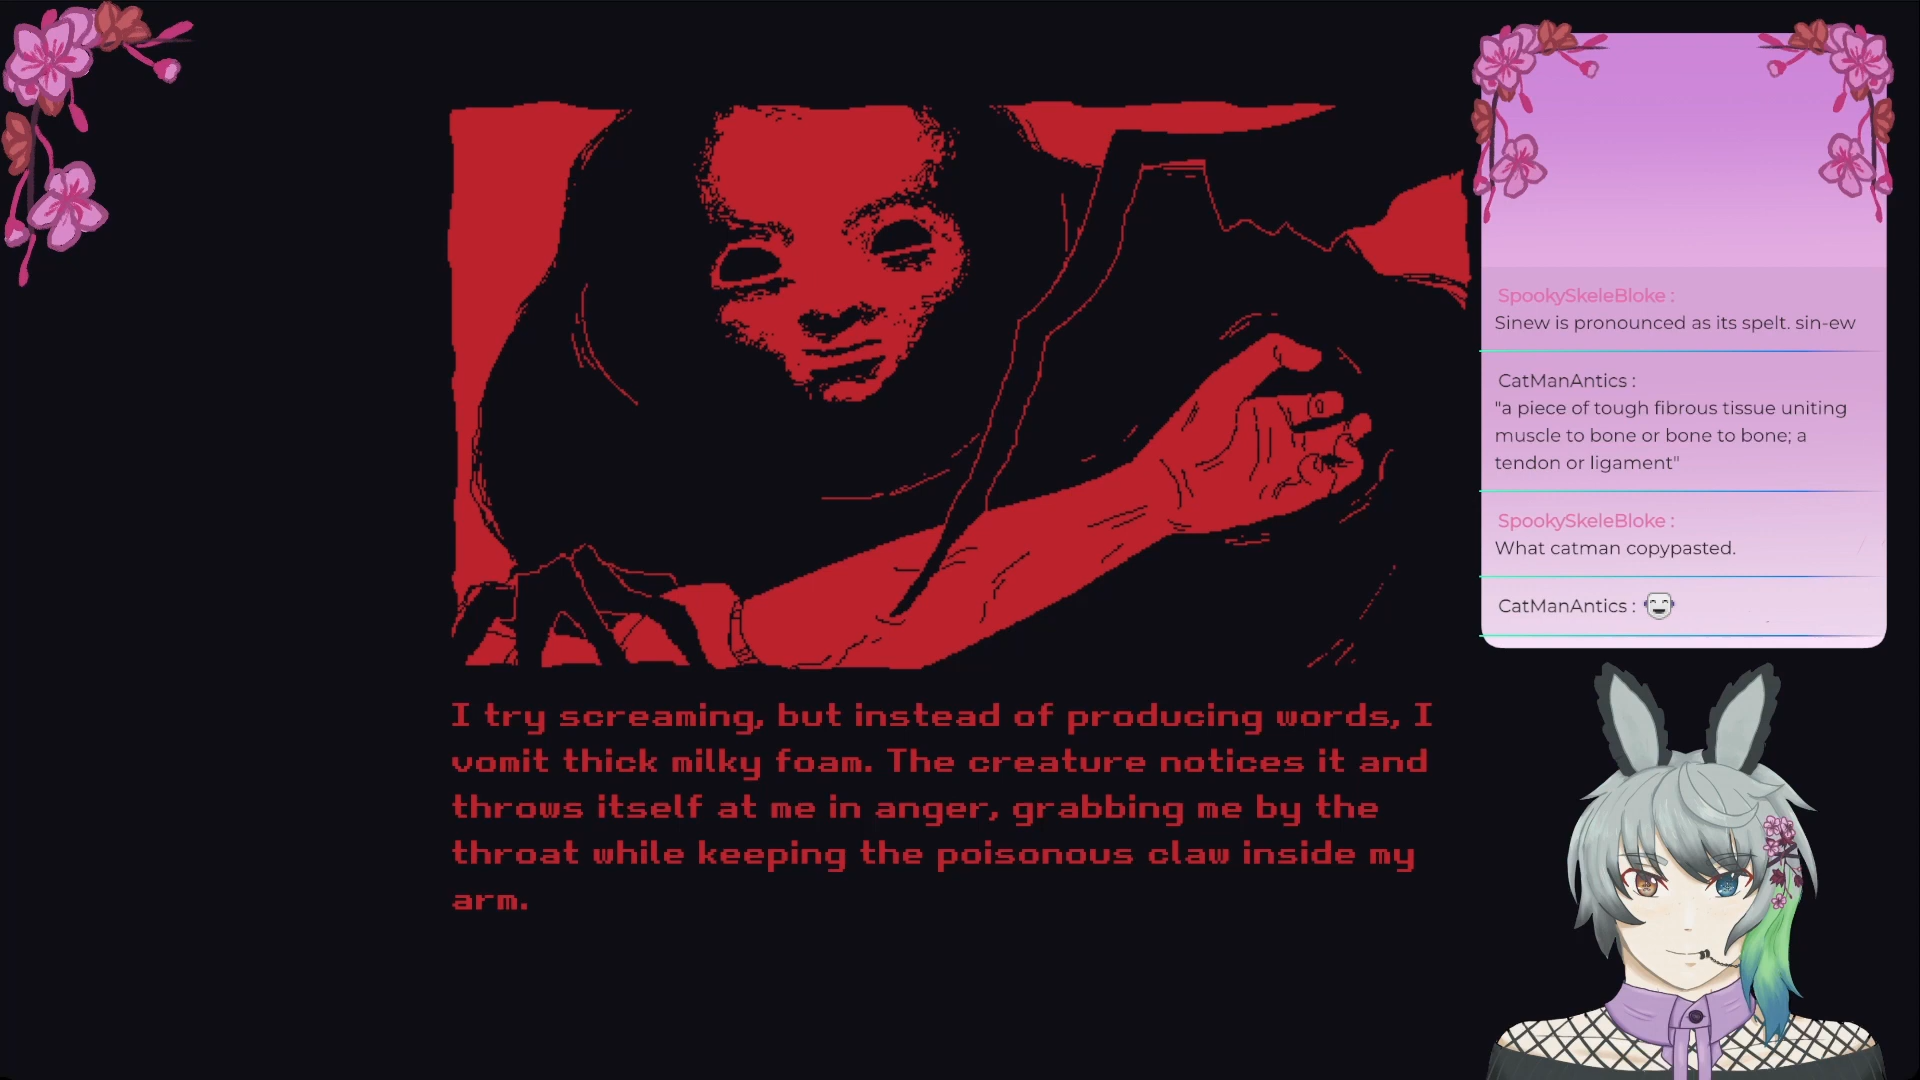 SpookySkeleBloke :
Sinew is pronounced as its spelt. sin-ew
CatManAntics :
"a piece of tough fibrous tissue uniting
muscle to bone or bone to bone; a
tendon or ligament"
SpookySkeleBloke :
What catman copypasted.
CatManAntics :
I try screaming, but instead of producing words, I
vomit thick milky foam. The creature notices it and
throws itself at me in anger, grabbing me by the
throat while keeping the poisonous claw inside my
arm.